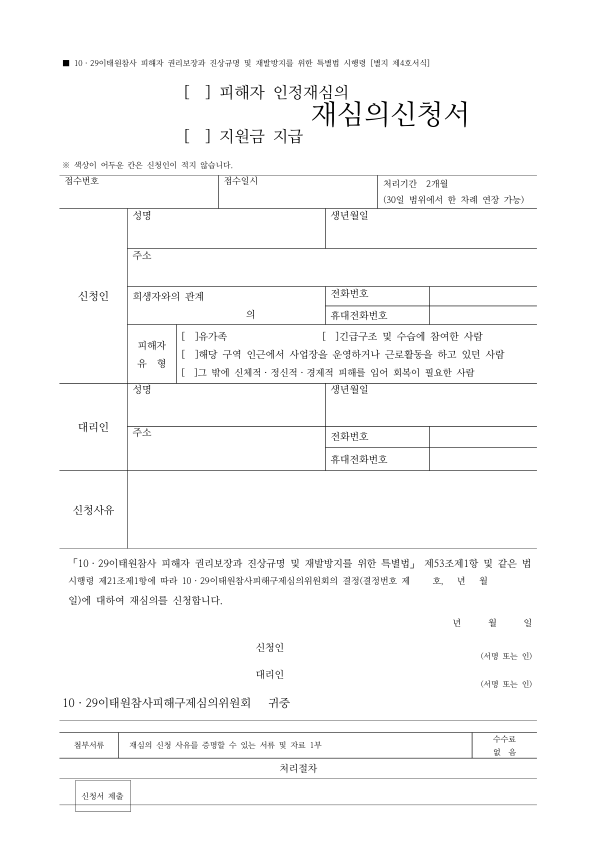 ■ 10ㆍ29이태원참사 피해자 권리보장과 진상규명 및 재발방지를 위한 특별법 시행령 [별지 제4호서식]
[ ] 피해자 인정재심의
재심의신청서
[ ] 지원금 지급
※ 색상이 어두운 칸은 신청인이 적지 않습니다.
접수번호 접수일시 처리기간 2개월
(30일 범위에서 한 차례 연장 가능)
신청인
성명 생년월일
주소
희생자와의 관계 전화번호
의 휴대전화번호
피해자
유 형
[ ]유가족 [ ]긴급구조 및 수습에 참여한 사람
[ ]해당 구역 인근에서 사업장을 운영하거나 근로활동을 하고 있던 사람
[ ]그 밖에 신체적ㆍ정신적ㆍ경제적 피해를 입어 회복이 필요한 사람
대리인
성명 생년월일
주소 전화번호
휴대전화번호
신청사유
「10ㆍ29이태원참사 피해자 권리보장과 진상규명 및 재발방지를 위한 특별법」 제53조제1항 및 같은 법
시행령 제21조제1항에 따라 10ㆍ29이태원참사피해구제심의위원회의 결정(결정번호 제 호, 년 월
일)에 대하여 재심의를 신청합니다.
년 월 일
신청인
(서명 또는 인)
대리인
(서명 또는 인)
10ㆍ29이태원참사피해구제심의위원회 귀중
첨부서류 재심의 신청 사유를 증명할 수 있는 서류 및 자료 1부
수수료
없 음
처리절차
신청서 제출